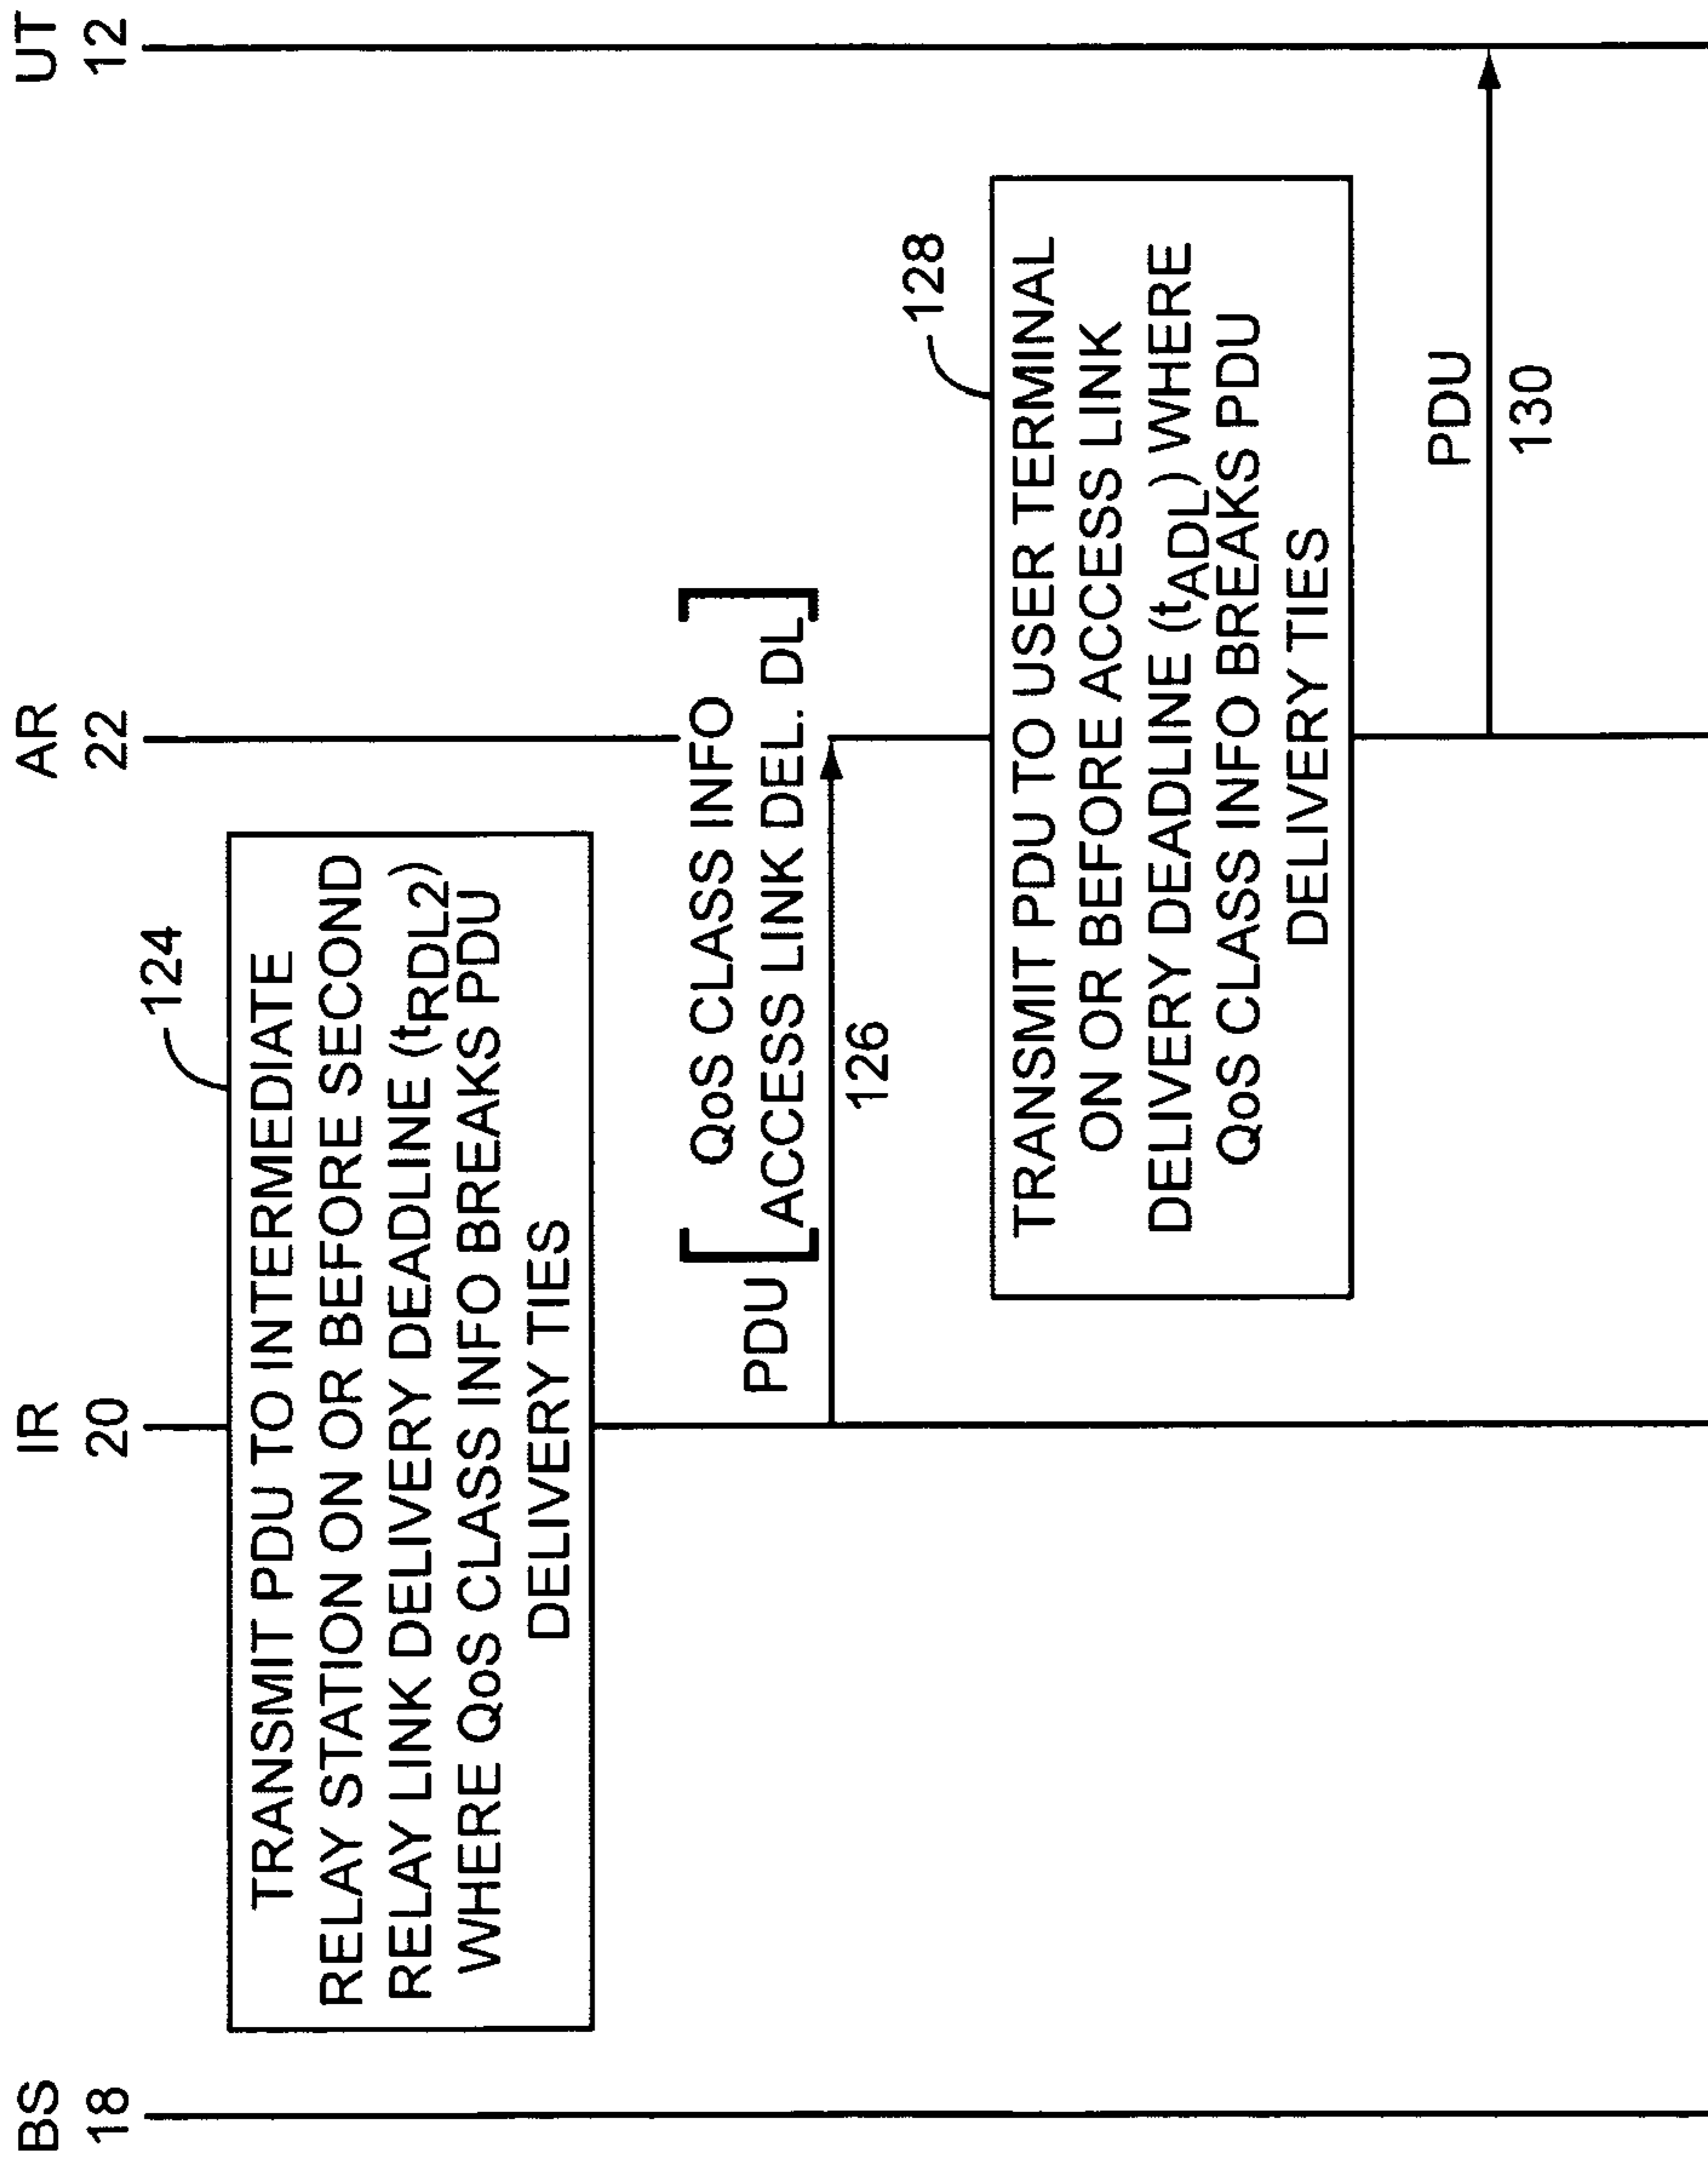 BS
18
IR
20
AR
22
UT
12
124
TRANSMIT PDU TO INTERMEDIATE
RELAY STATION ON OR BEFORE SECOND
RELAY LINK DELIVERY DEADLINE (tRDL2)
WHERE QoS CLASS INFO BREAKS PDU
DELIVERY TIES
QoS CLASS INFO
PDU [ACCESS LINK DEL. DL]
126
128
TRANSMIT PDU TO USER TERMINAL
ON OR BEFORE ACCESS LINK
DELIVERY DEADLINE (tADL) WHERE
QoS CLASS INFO BREAKS PDU
DELIVERY TIES
PDU
130